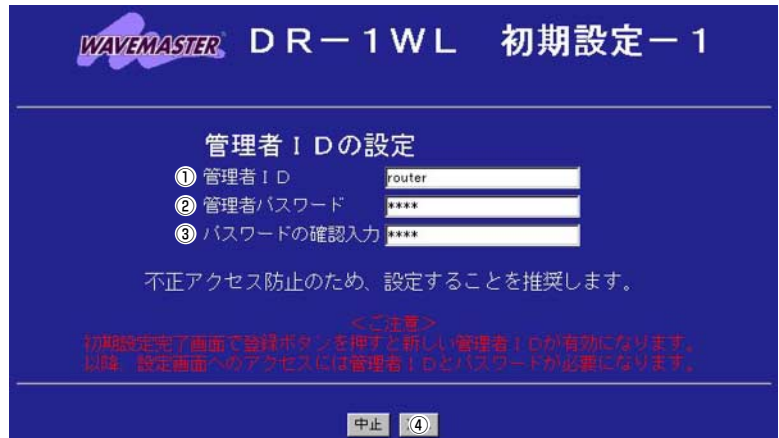 WAVEMASTER DR－1WL 初期設定－1
管理者ＩＤの設定
① 管理者ＩＤ router
② 管理者パスワード ****
③ パスワードの確認入力 ****
不正アクセス防止のため、設定することを推奨します。
＜ご注意＞
初期設定完了画面で登録ボタンを押すと新しい管理者ＩＤが有効になります。
以降、設定画面へのアクセスには管理者ＩＤとパスワードが必要になります。
中止 ④